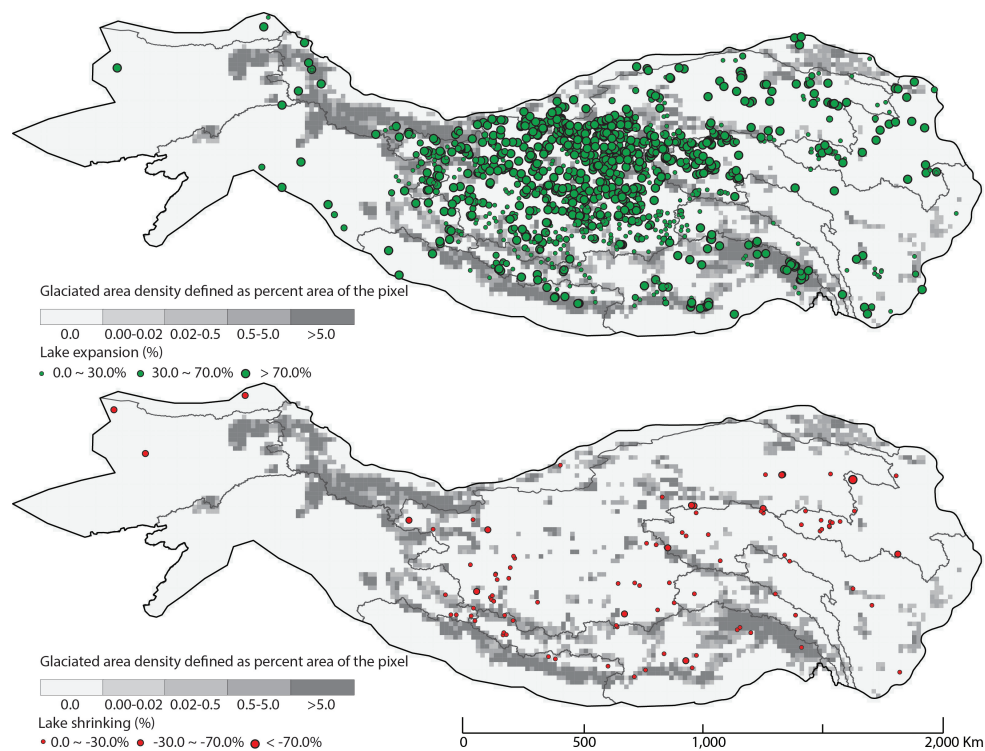 Glaciated area density defined as percent area of the pixel
0.0 0.00-0.02 0.02-0.5 0.5-5.0 >5.0
Lake expansion (%)
0.0 ~ 30.0% 30.0 ~ 70.0% > 70.0%
Glaciated area density defined as percent area of the pixel
0.0 0.00-0.02 0.02-0.5 0.5-5.0 >5.0
Lake shrinking (%)
0.0 ~ -30.0% -30.0 ~ -70.0% < -70.0%
0 500 1,000 2,000 Km